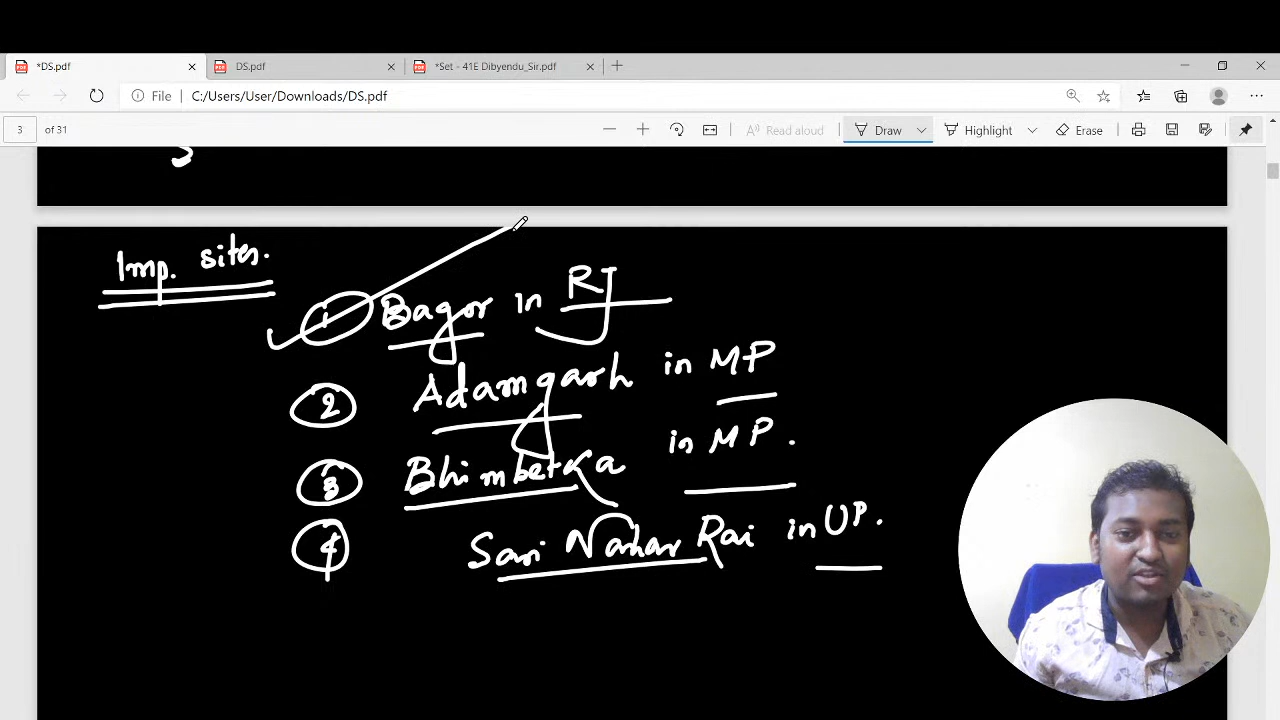 *DS.pdf
DS.pdf
*Set - 41E Dibyendu_Sir.pdf
File C:/Users/User/Downloads/DS.pdf
3 of 31
Read aloud Draw Highlight Erase
Imp. sites.
1 Bagor in RJ
2 Adamgarh in MP
3 Bhimbetka in MP.
4 Sari Nahar Rai in UP.